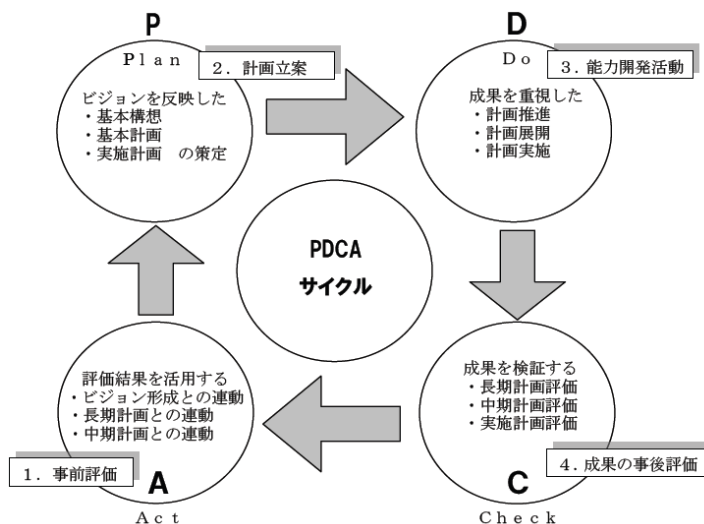 P
Plan
2．計画立案
ビジョンを反映した
・基本構想
・基本計画
・実施計画　の策定
D
Do
3．能力開発活動
成果を重視した
・計画推進
・計画展開
・計画実施
PDCA
サイクル
評価結果を活用する
・ビジョン形成との連動
・長期計画との連動
・中期計画との連動
1．事前評価
A
Act
成果を検証する
・長期計画評価
・中期計画評価
・実施計画評価
4．成果の事後評価
C
Check